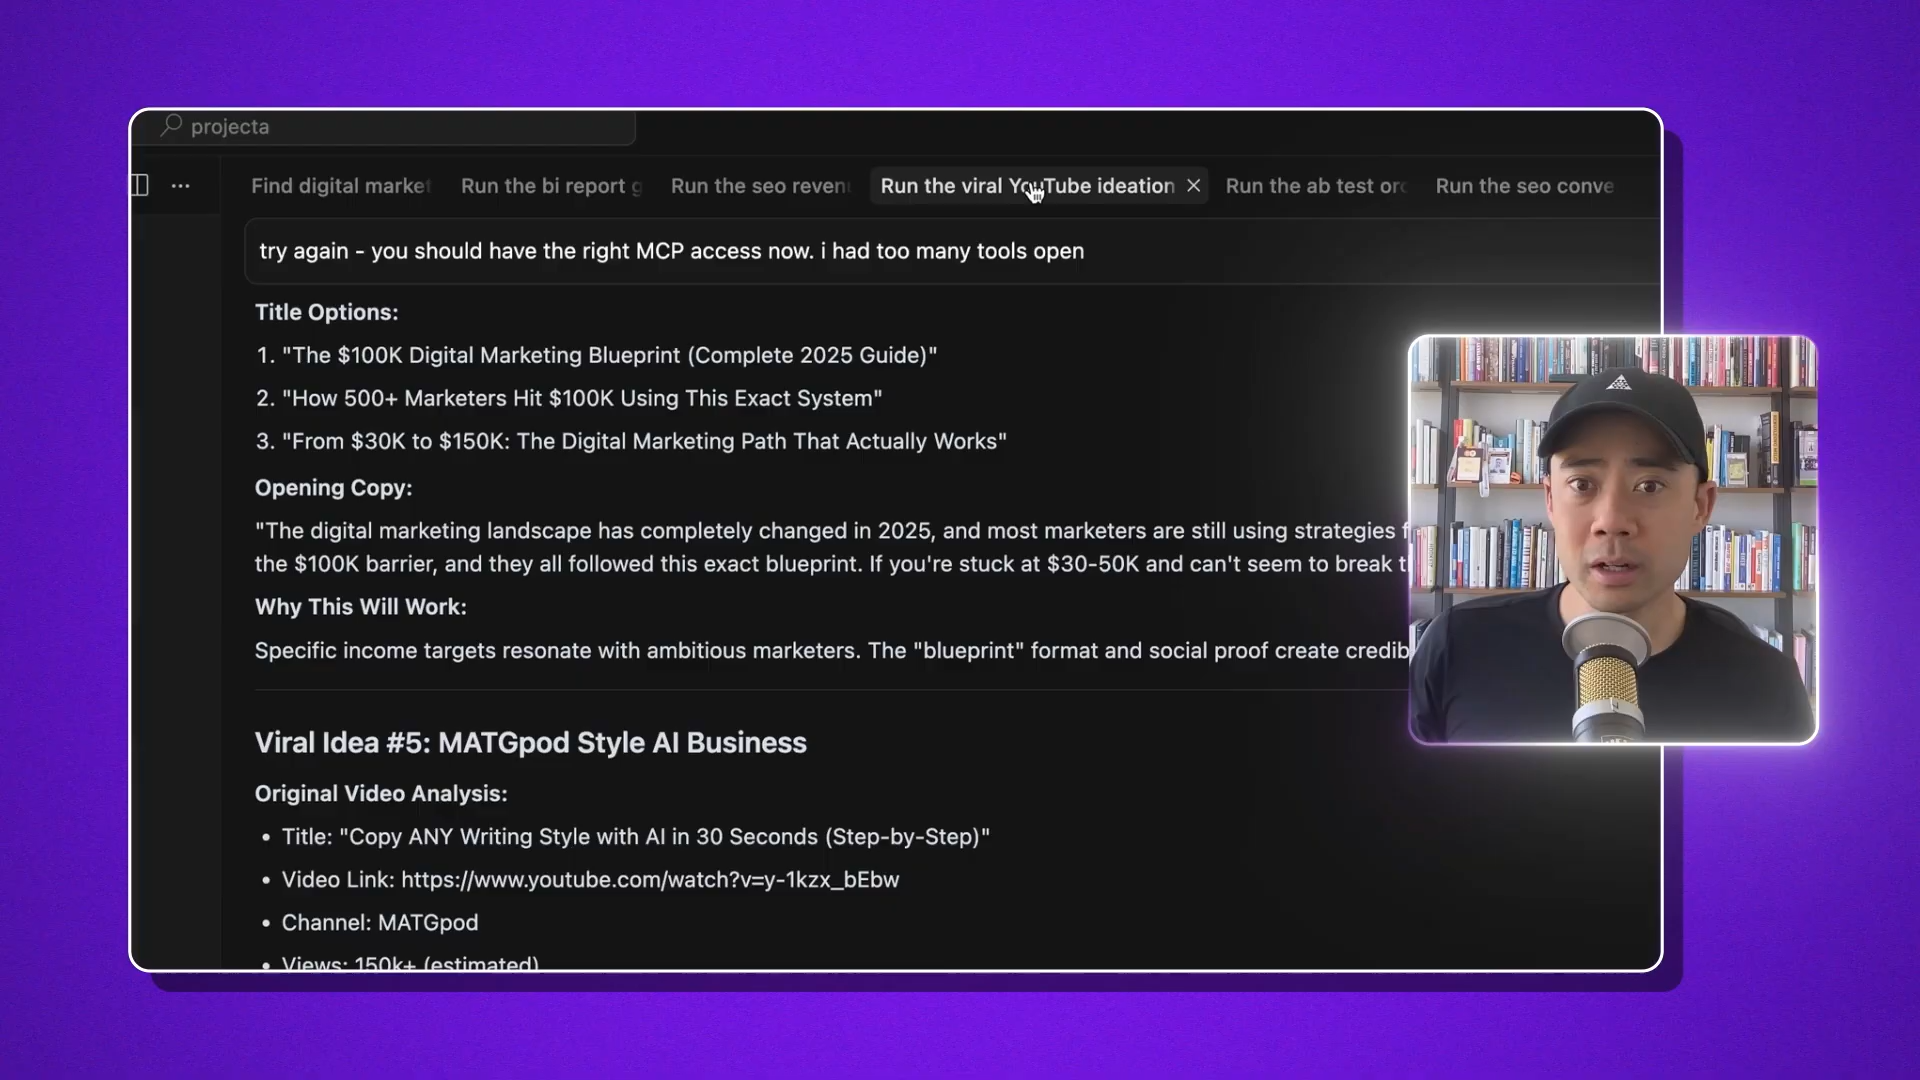 projecta
Find digital market Run the bi report g Run the seo reven Run the viral YouTube ideation Run the ab test or Run the seo conve
try again - you should have the right MCP access now. i had too many tools open
Title Options:
1. "The $100K Digital Marketing Blueprint (Complete 2025 Guide)"
2. "How 500+ Marketers Hit $100K Using This Exact System"
3. "From $30K to $150K: The Digital Marketing Path That Actually Works"
Opening Copy:
"The digital marketing landscape has completely changed in 2025, and most marketers are still using strategies f
the $100K barrier, and they all followed this exact blueprint. If you're stuck at $30-50K and can't seem to break t
Why This Will Work:
Specific income targets resonate with ambitious marketers. The "blueprint" format and social proof create credib
Viral Idea #5: MATGpod Style AI Business
Original Video Analysis:
• Title: "Copy ANY Writing Style with AI in 30 Seconds (Step-by-Step)"
• Video Link: https://www.youtube.com/watch?v=y-1kzx_bEbw
• Channel: MATGpod
• Views: 150k+ (estimated)